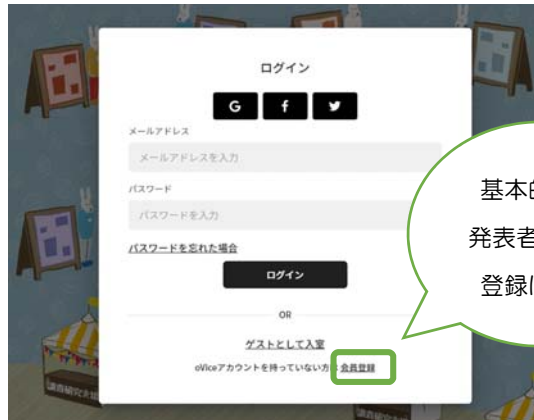 ログイン
G f
メールアドレス
メールアドレスを入力
パスワード
パスワードを入力
パスワードを忘れた場合
ログイン
OR
ゲストとして入室
oViceアカウントを持っていない方は 会員登録
基本的
発表者
登録は